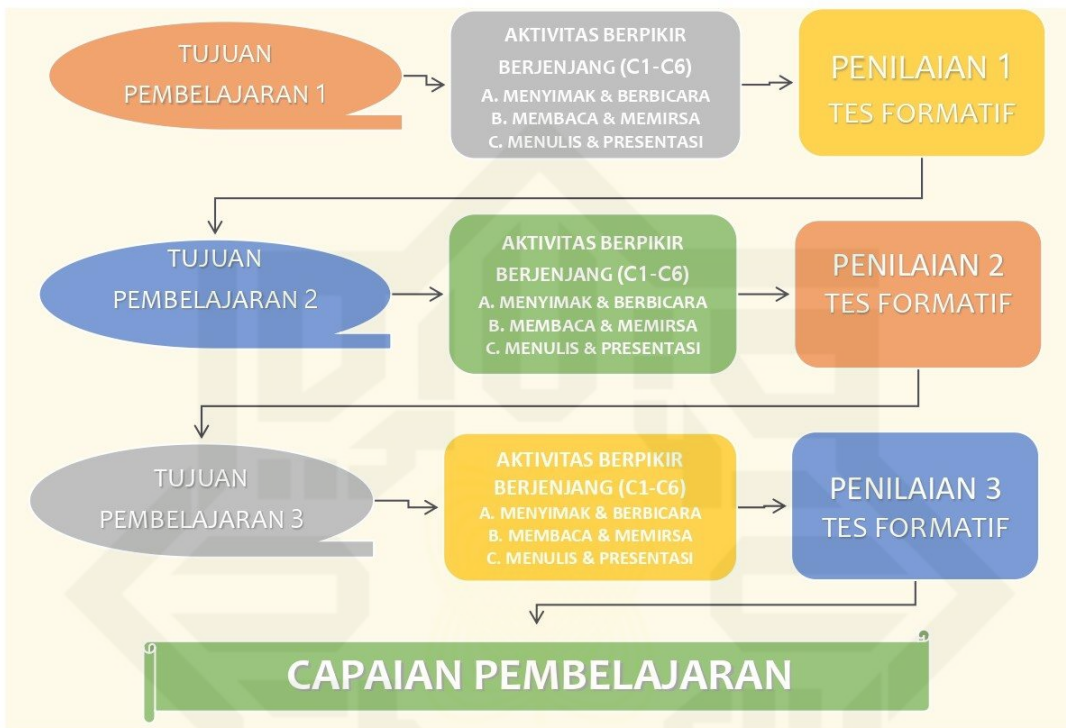 TUJUAN
PEMBELAJARAN 1
AKTIVITAS BERPIKIR
BERJENJANG (C1-C6)
A. MENYIMAK & BERBICARA
B. MEMBACA & MEMIRSA
C. MENULIS & PRESENTASI
PENILAIAN 1
TES FORMATIF
TUJUAN
PEMBELAJARAN 2
AKTIVITAS BERPIKIR
BERJENJANG (C1-C6)
A. MENYIMAK & BERBICARA
B. MEMBACA & MEMIRSA
C. MENULIS & PRESENTASI
PENILAIAN 2
TES FORMATIF
TUJUAN
PEMBELAJARAN 3
AKTIVITAS BERPIKIR
BERJENJANG (C1-C6)
A. MENYIMAK & BERBICARA
B. MEMBACA & MEMIRSA
C. MENULIS & PRESENTASI
PENILAIAN 3
TES FORMATIF
CAPAIAN PEMBELAJARAN